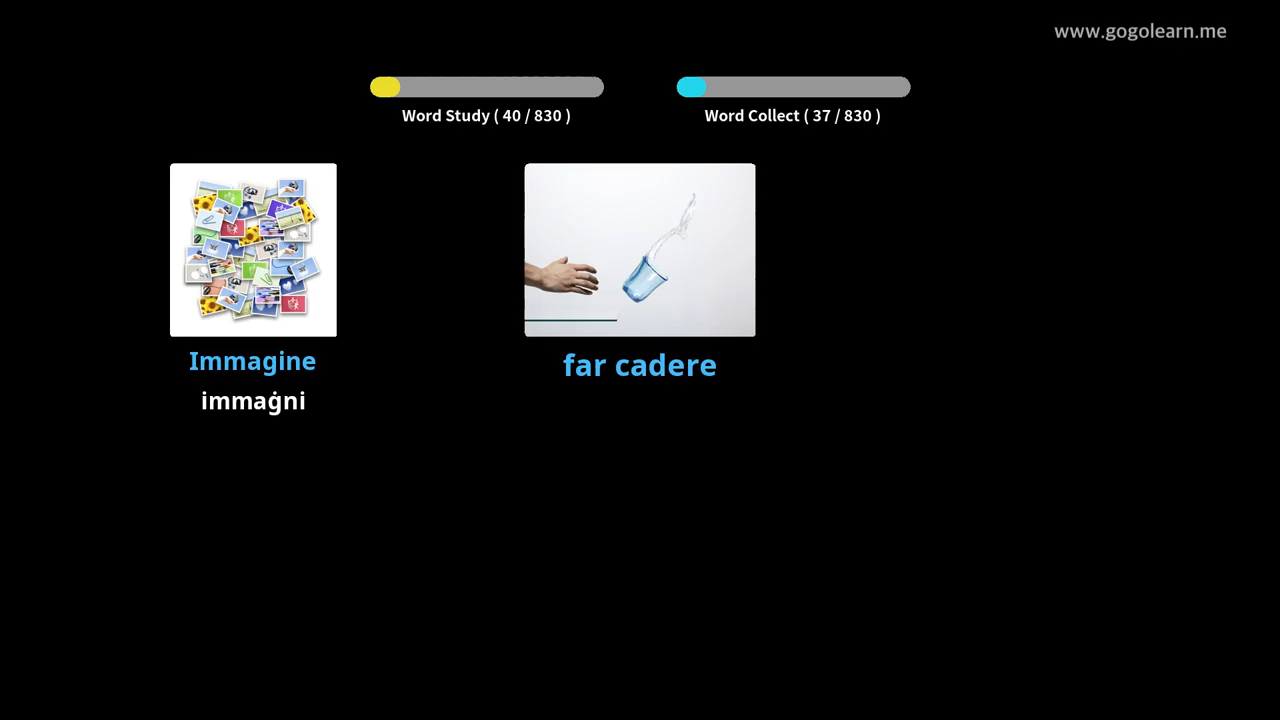 www.gogolearn.me
Word Study ( 40 / 830 )
Word Collect ( 37 / 830 )
Immagine
immaġni
far cadere